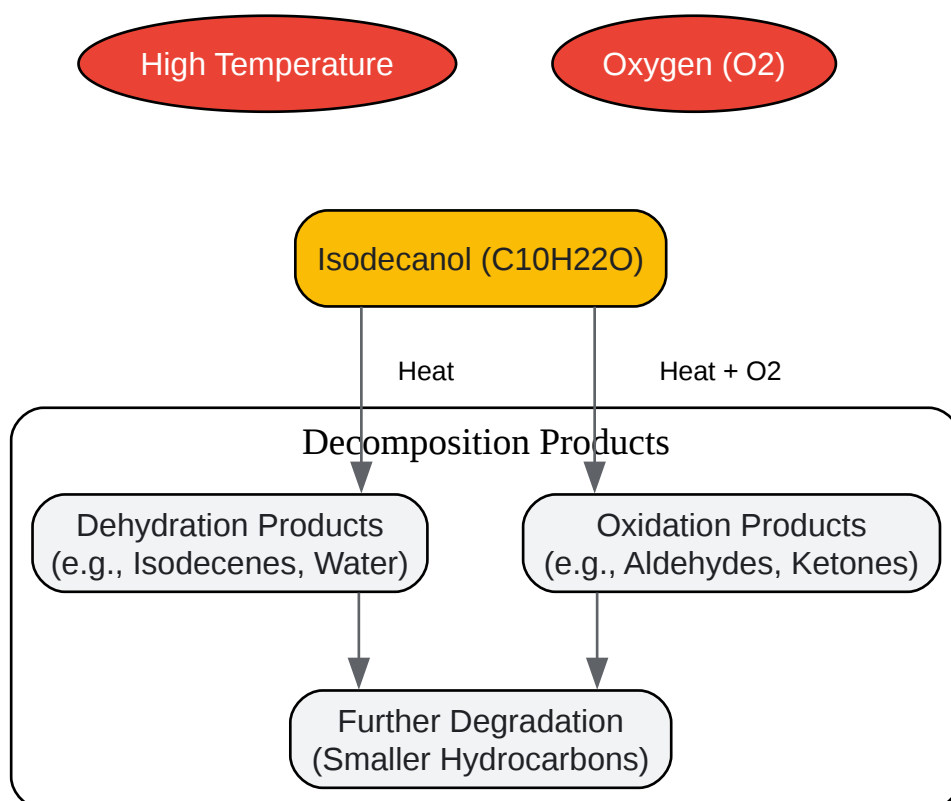 High Temperature
Oxygen (O2)
Isodecanol (C10H22O)
Heat
Heat + O2
Decomposition Products
Dehydration Products
(e.g., Isodecenes, Water)
Oxidation Products
(e.g., Aldehydes, Ketones)
Further Degradation
(Smaller Hydrocarbons)